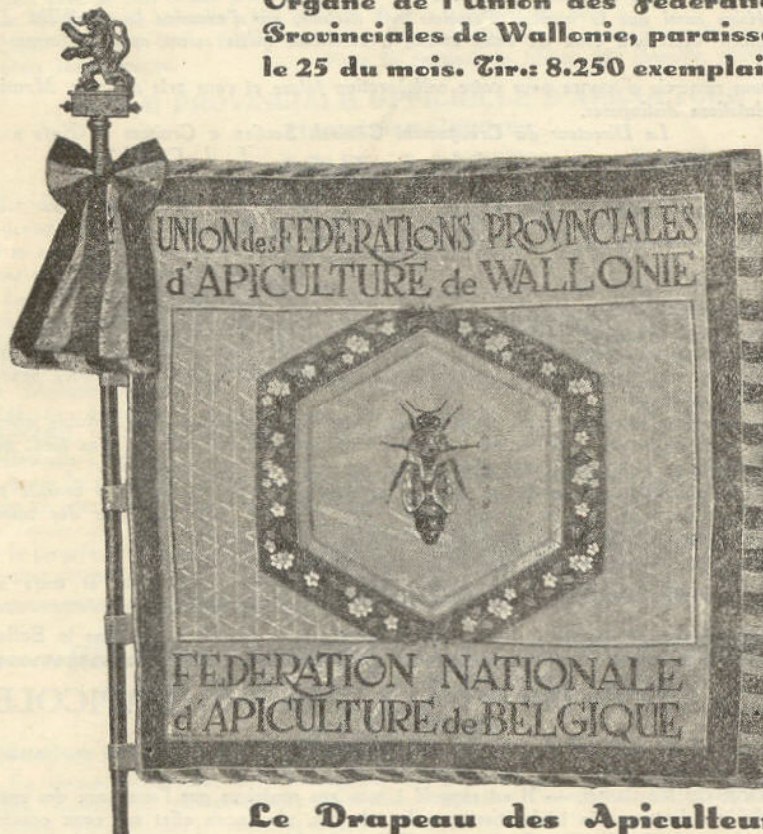 Organe de l'Union des Fédératio
Provinciales de Wallonie, paraiss
le 25 du mois. Tir.: 8.250 exemplai
UNION des FEDERATIONS PROVINCIALES
d'APICULTURE de WALLONIE
FEDERATION NATIONALE
d'APICULTURE de BELGIQUE
Le Drapeau des Apiculteu